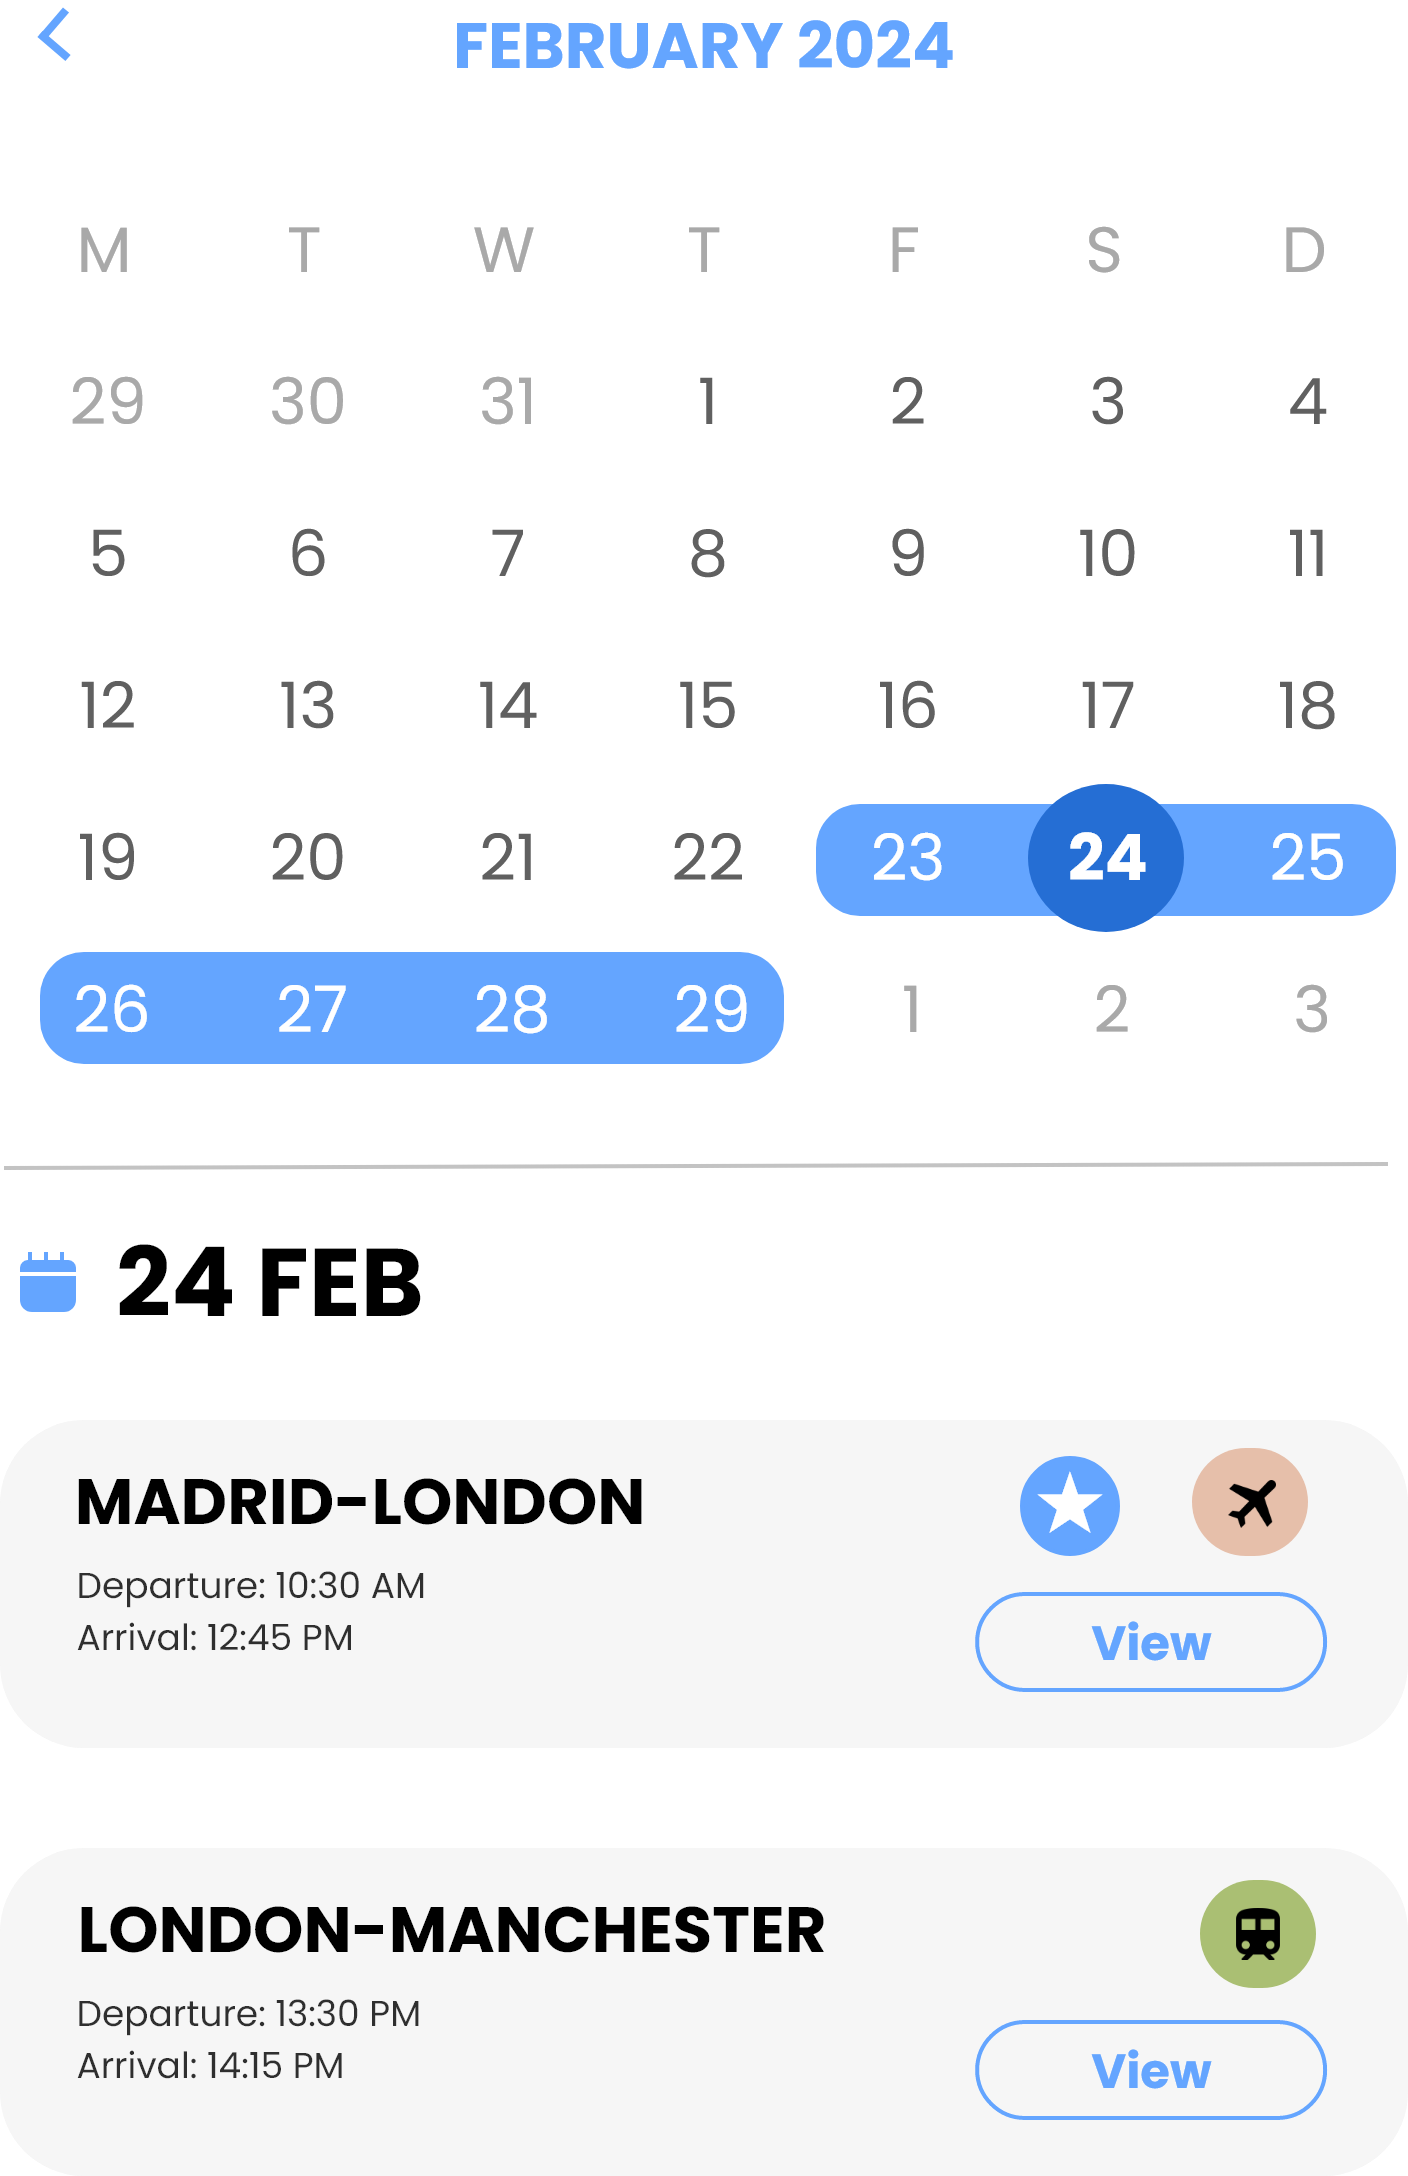 FEBRUARY 2024
M T W T F S D
29 30 31 1 2 3 4
5 6 7 8 9 10 11
12 13 14 15 16 17 18
19 20 21 22 23 24 25
26 27 28 29 1 2 3
24 FEB
MADRID-LONDON
Departure: 10:30 AM
Arrival: 12:45 PM
View
LONDON-MANCHESTER
Departure: 13:30 PM
Arrival: 14:15 PM
View